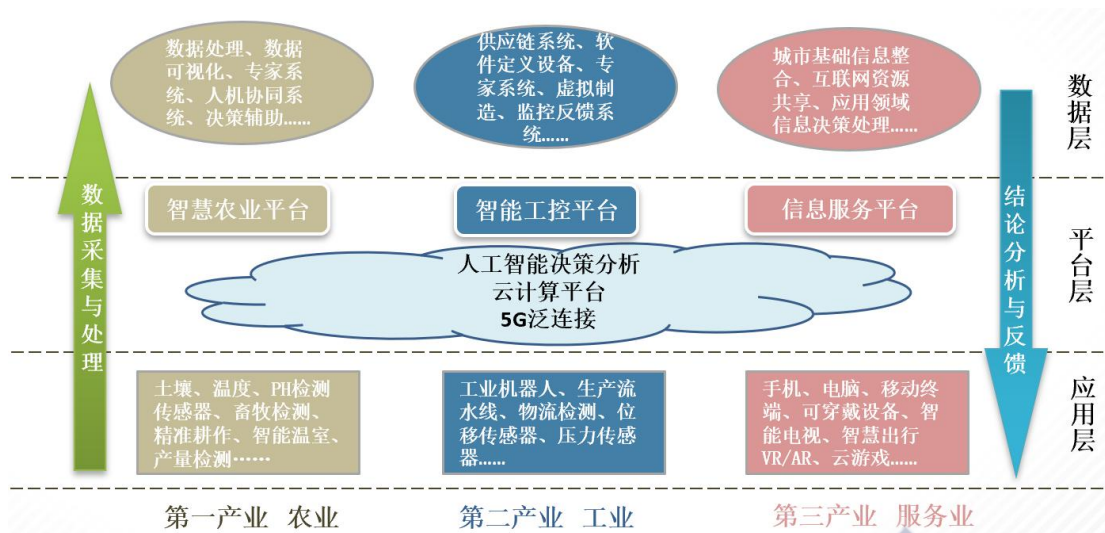 数据处理、数据
可视化、专家系
统、人机协同系
统、决策辅助......
供应链系统、软
件定义设备、专
家系统、虚拟制
造、监控反馈系
统......
城市基础信息整
合、互联网资源
共享、应用领域
信息决策处理......
数据层
数据采集与处理
智慧农业平台
智能工控平台
信息服务平台
人工智能决策分析
云计算平台
5G泛连接
结论分析与反馈
平台层
土壤、温度、PH检测
传感器、畜牧检测、
精准耕作、智能温室、
产量检测……
工业机器人、生产流
水线、物流检测、位
移传感器、压力传感
器......
手机、电脑、移动终
端、可穿戴设备、智
能电视、智慧出行
VR/AR、云游戏......
应用层
第一产业 农业
第二产业 工业
第三产业 服务业